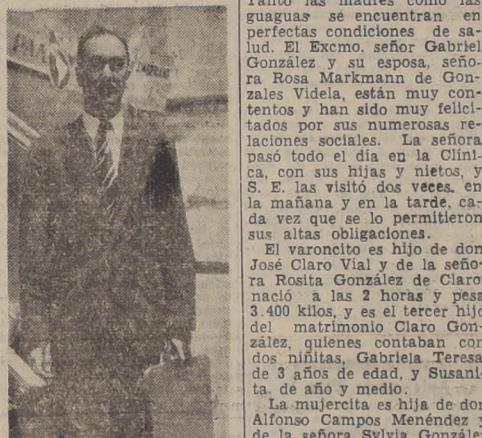 PAN
Tanto las madres como las
guaguas se encuentran en
perfectas condiciones de sa-
lud. El Excmo. señor Gabriel
González y su esposa, seño-
ra Rosa Markmann de Gon-
zales Videla, están muy con-
tentos y han sido muy felici-
tados por sus numerosas re-
laciones sociales. La señora
pasó todo el día en la Clíni-
ca, con sus hijas y nietos, y
S. E. las visitó dos veces. en
la mañana y en la tarde, ca-
da vez que se lo permitieron
sus altas obligaciones.
El varoncito es hijo de don
José Claro Vial y de la seño-
ra Rosita González de Claro
nació a las 2 horas y pesa
3.400 kilos, y es el tercer hijo
del matrimonio Claro Gon-
zález, quienes contaban con
dos niñitas, Gabriela Teresa
de 3 años de edad, y Susani-
ta, de año y medio.
La mujercita es hija de don
Alfonso Campos Menéndez y
de la señora Sylvia González